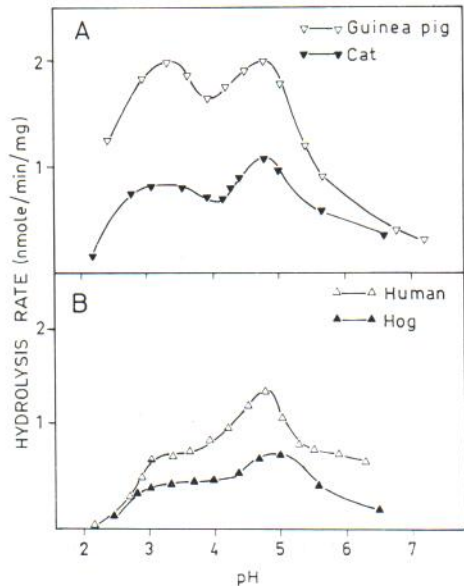 A
Guinea pig
Cat
2
1
B
Human
Hog
2
1
HYDROLYSIS RATE (nmole/min/mg)
2 3 4 5 6 7
pH